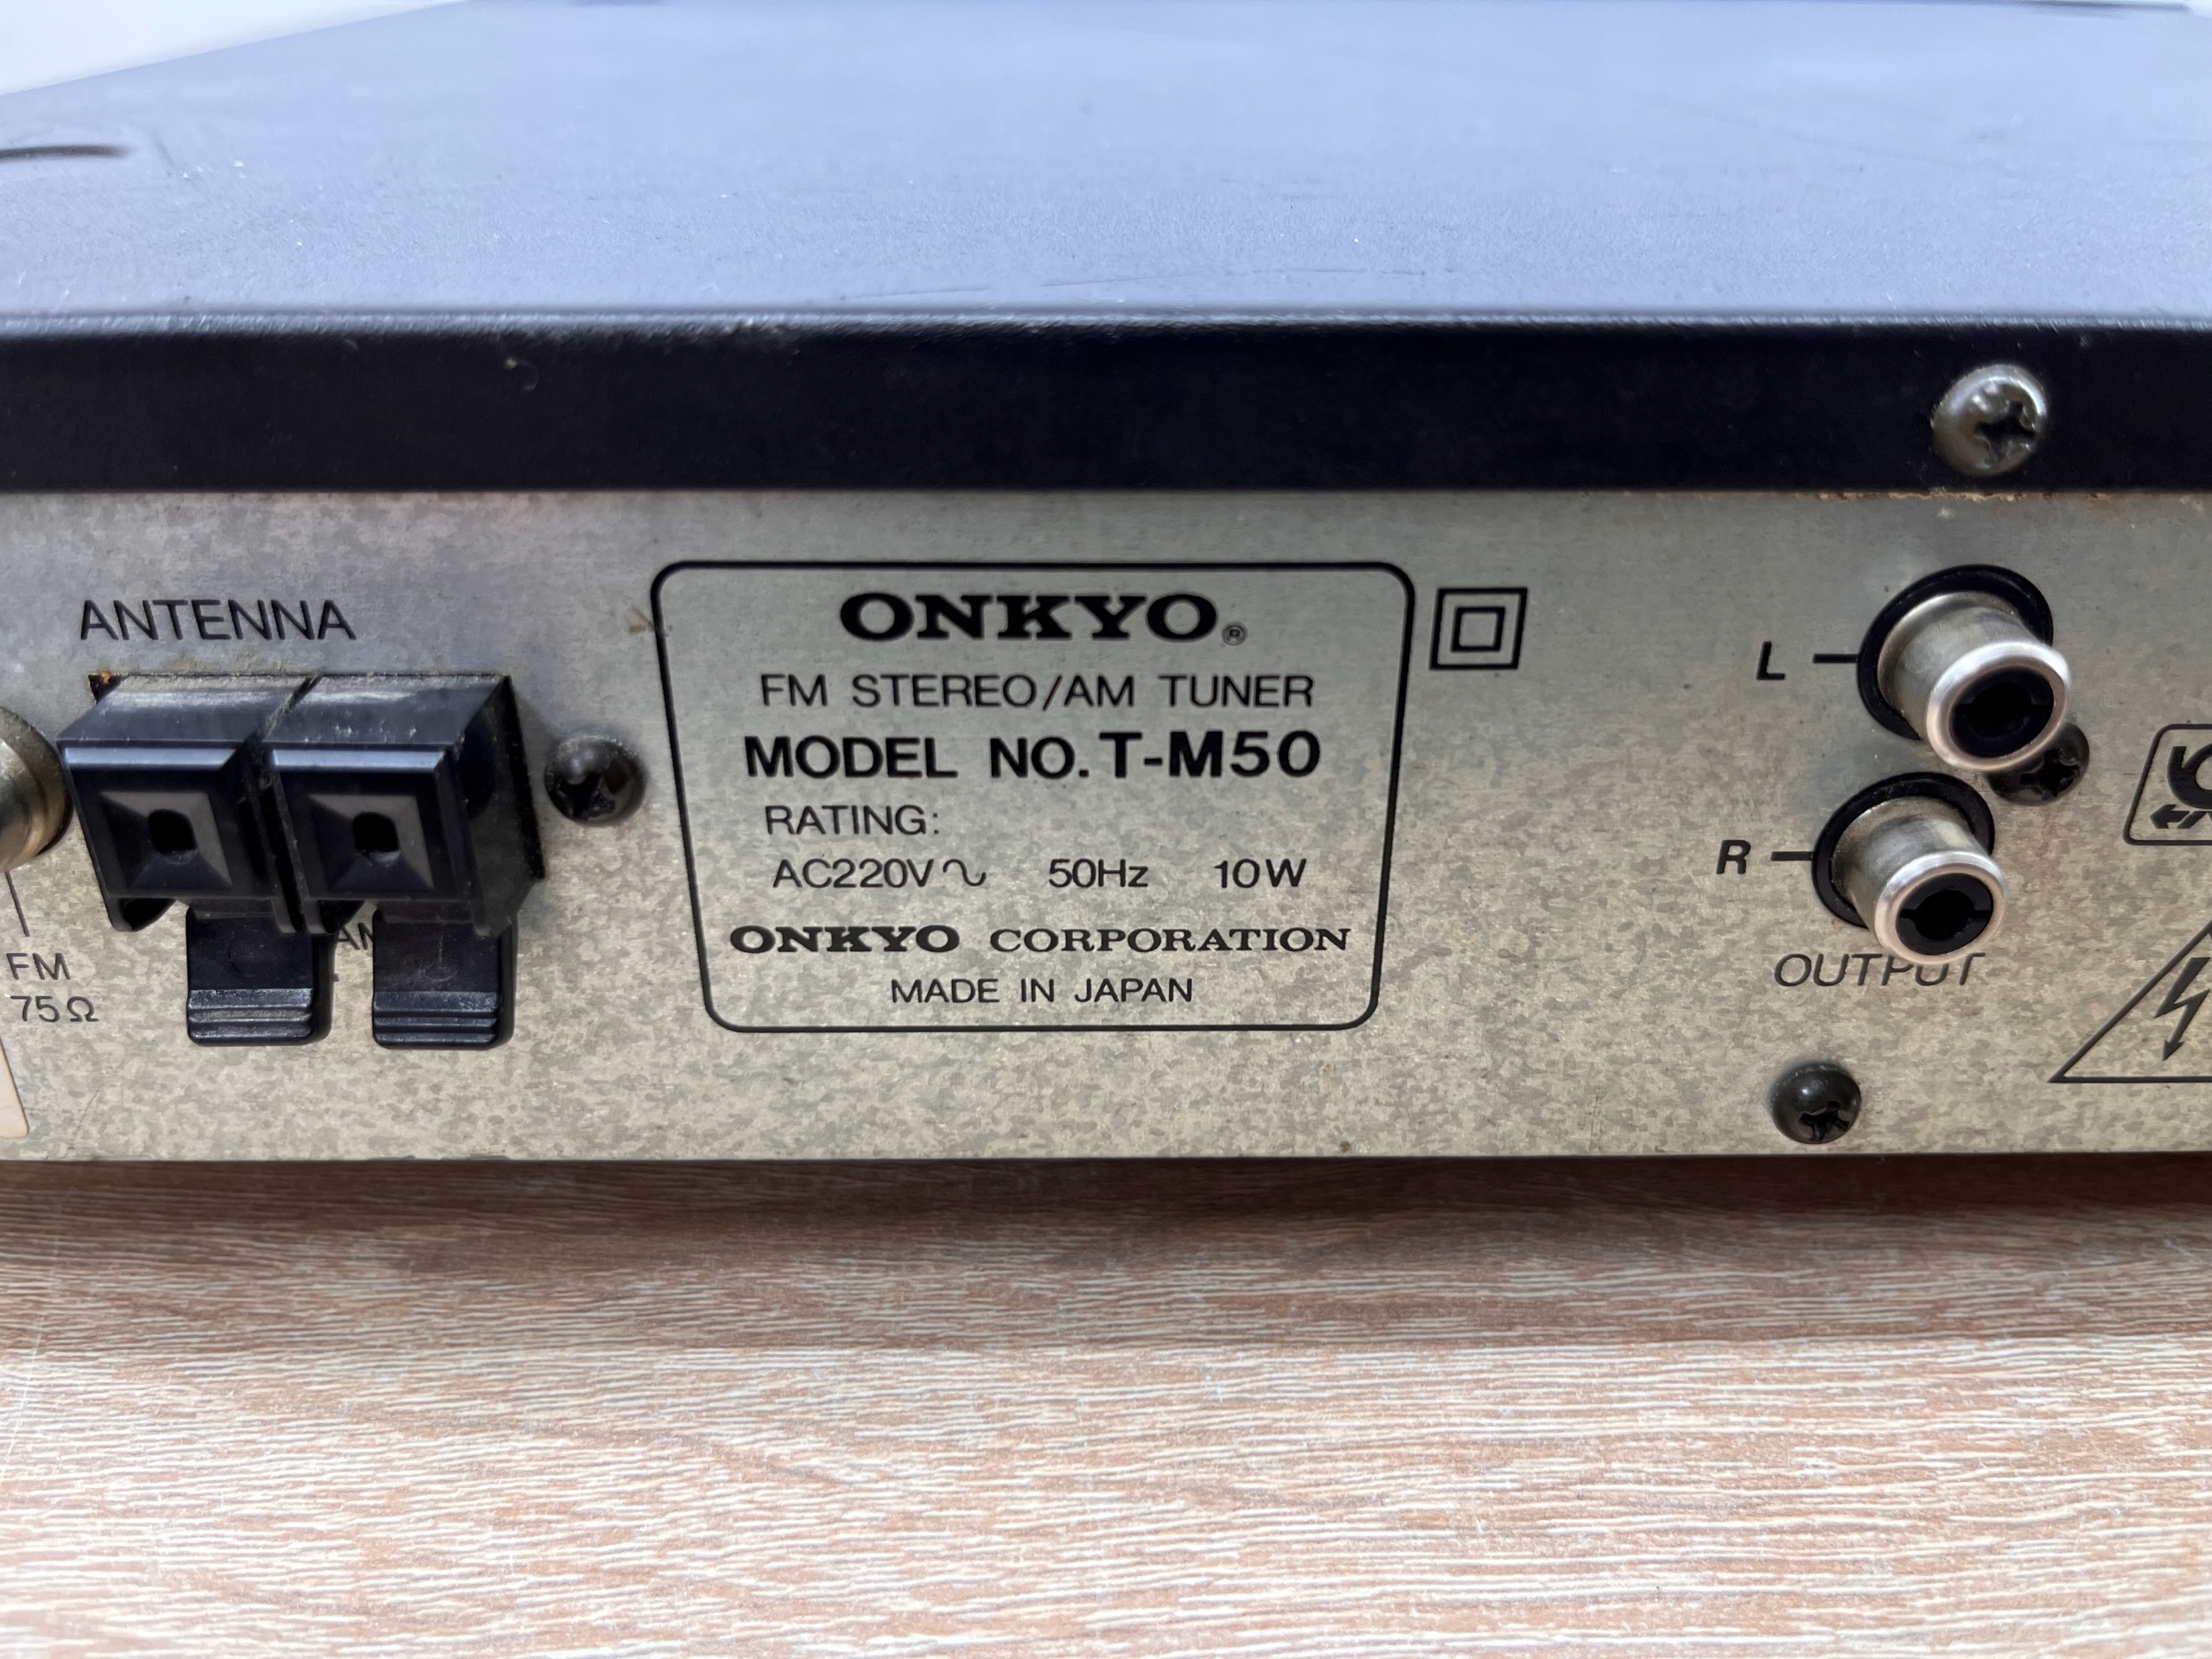 ANTENNA
FM
75Ω
AM
ONKYO®
FM STEREO/AM TUNER
MODEL NO. T-M50
RATING:
AC220V∿ 50Hz 10W
ONKYO CORPORATION
MADE IN JAPAN
L
R
OUTPUT